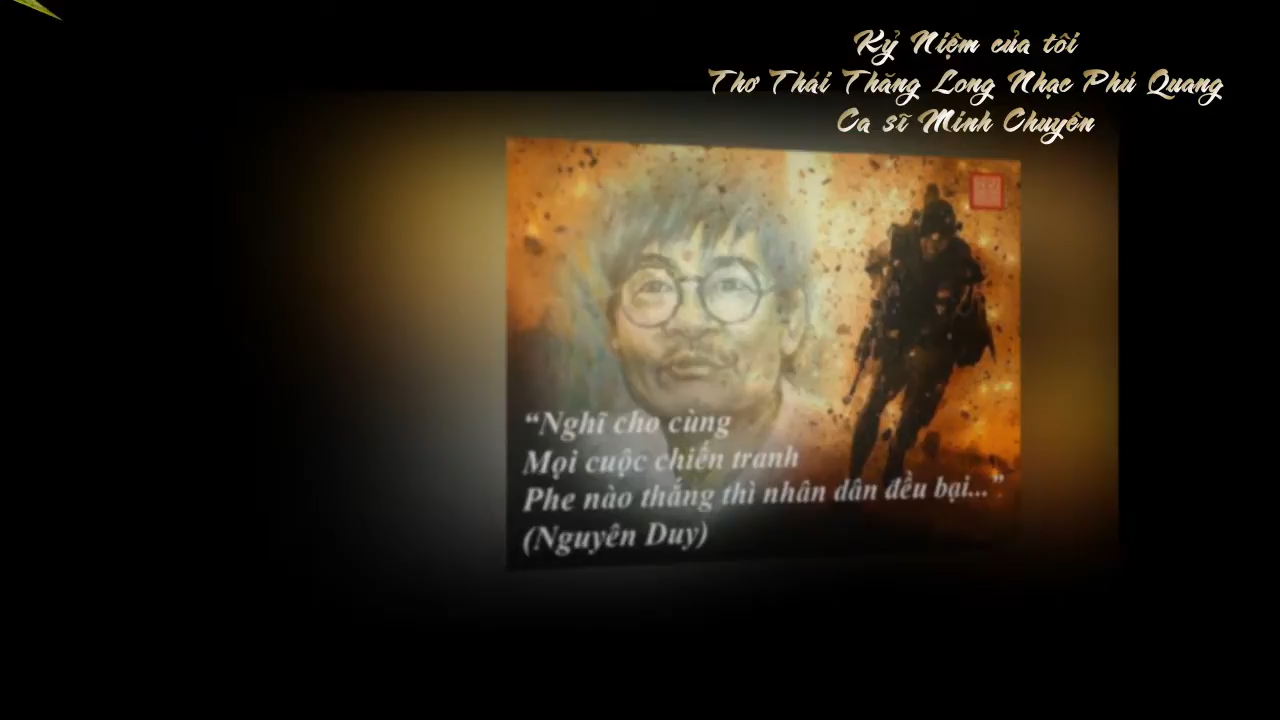 Kỷ Niệm của tôi
Thơ Thái Thăng Long Nhạc Phú Quang
Ca sĩ Minh Chuyên
“Nghĩ cho cùng
Mọi cuộc chiến tranh
Phe nào thắng thì nhân dân đều bại...”
(Nguyên Duy)